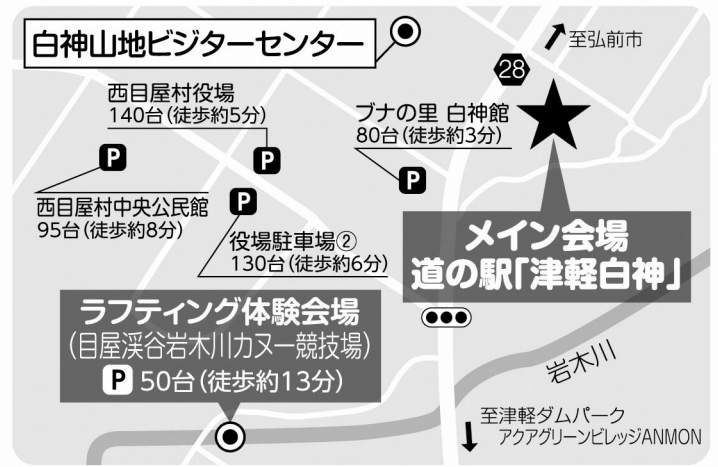 白神山地ビジターセンター
至弘前市
28
西目屋村役場
140台(徒歩約5分)
P
ブナの里 白神館
80台(徒歩約3分)
P
P
西目屋村中央公民館
95台(徒歩約8分)
P
役場駐車場②
130台(徒歩約6分)
メイン会場
道の駅「津軽白神」
ラフティング体験会場
(目屋渓谷岩木川カヌー競技場)
P 50台(徒歩約13分)
岩木川
至津軽ダムパーク
アクアグリーンビレッジANMON